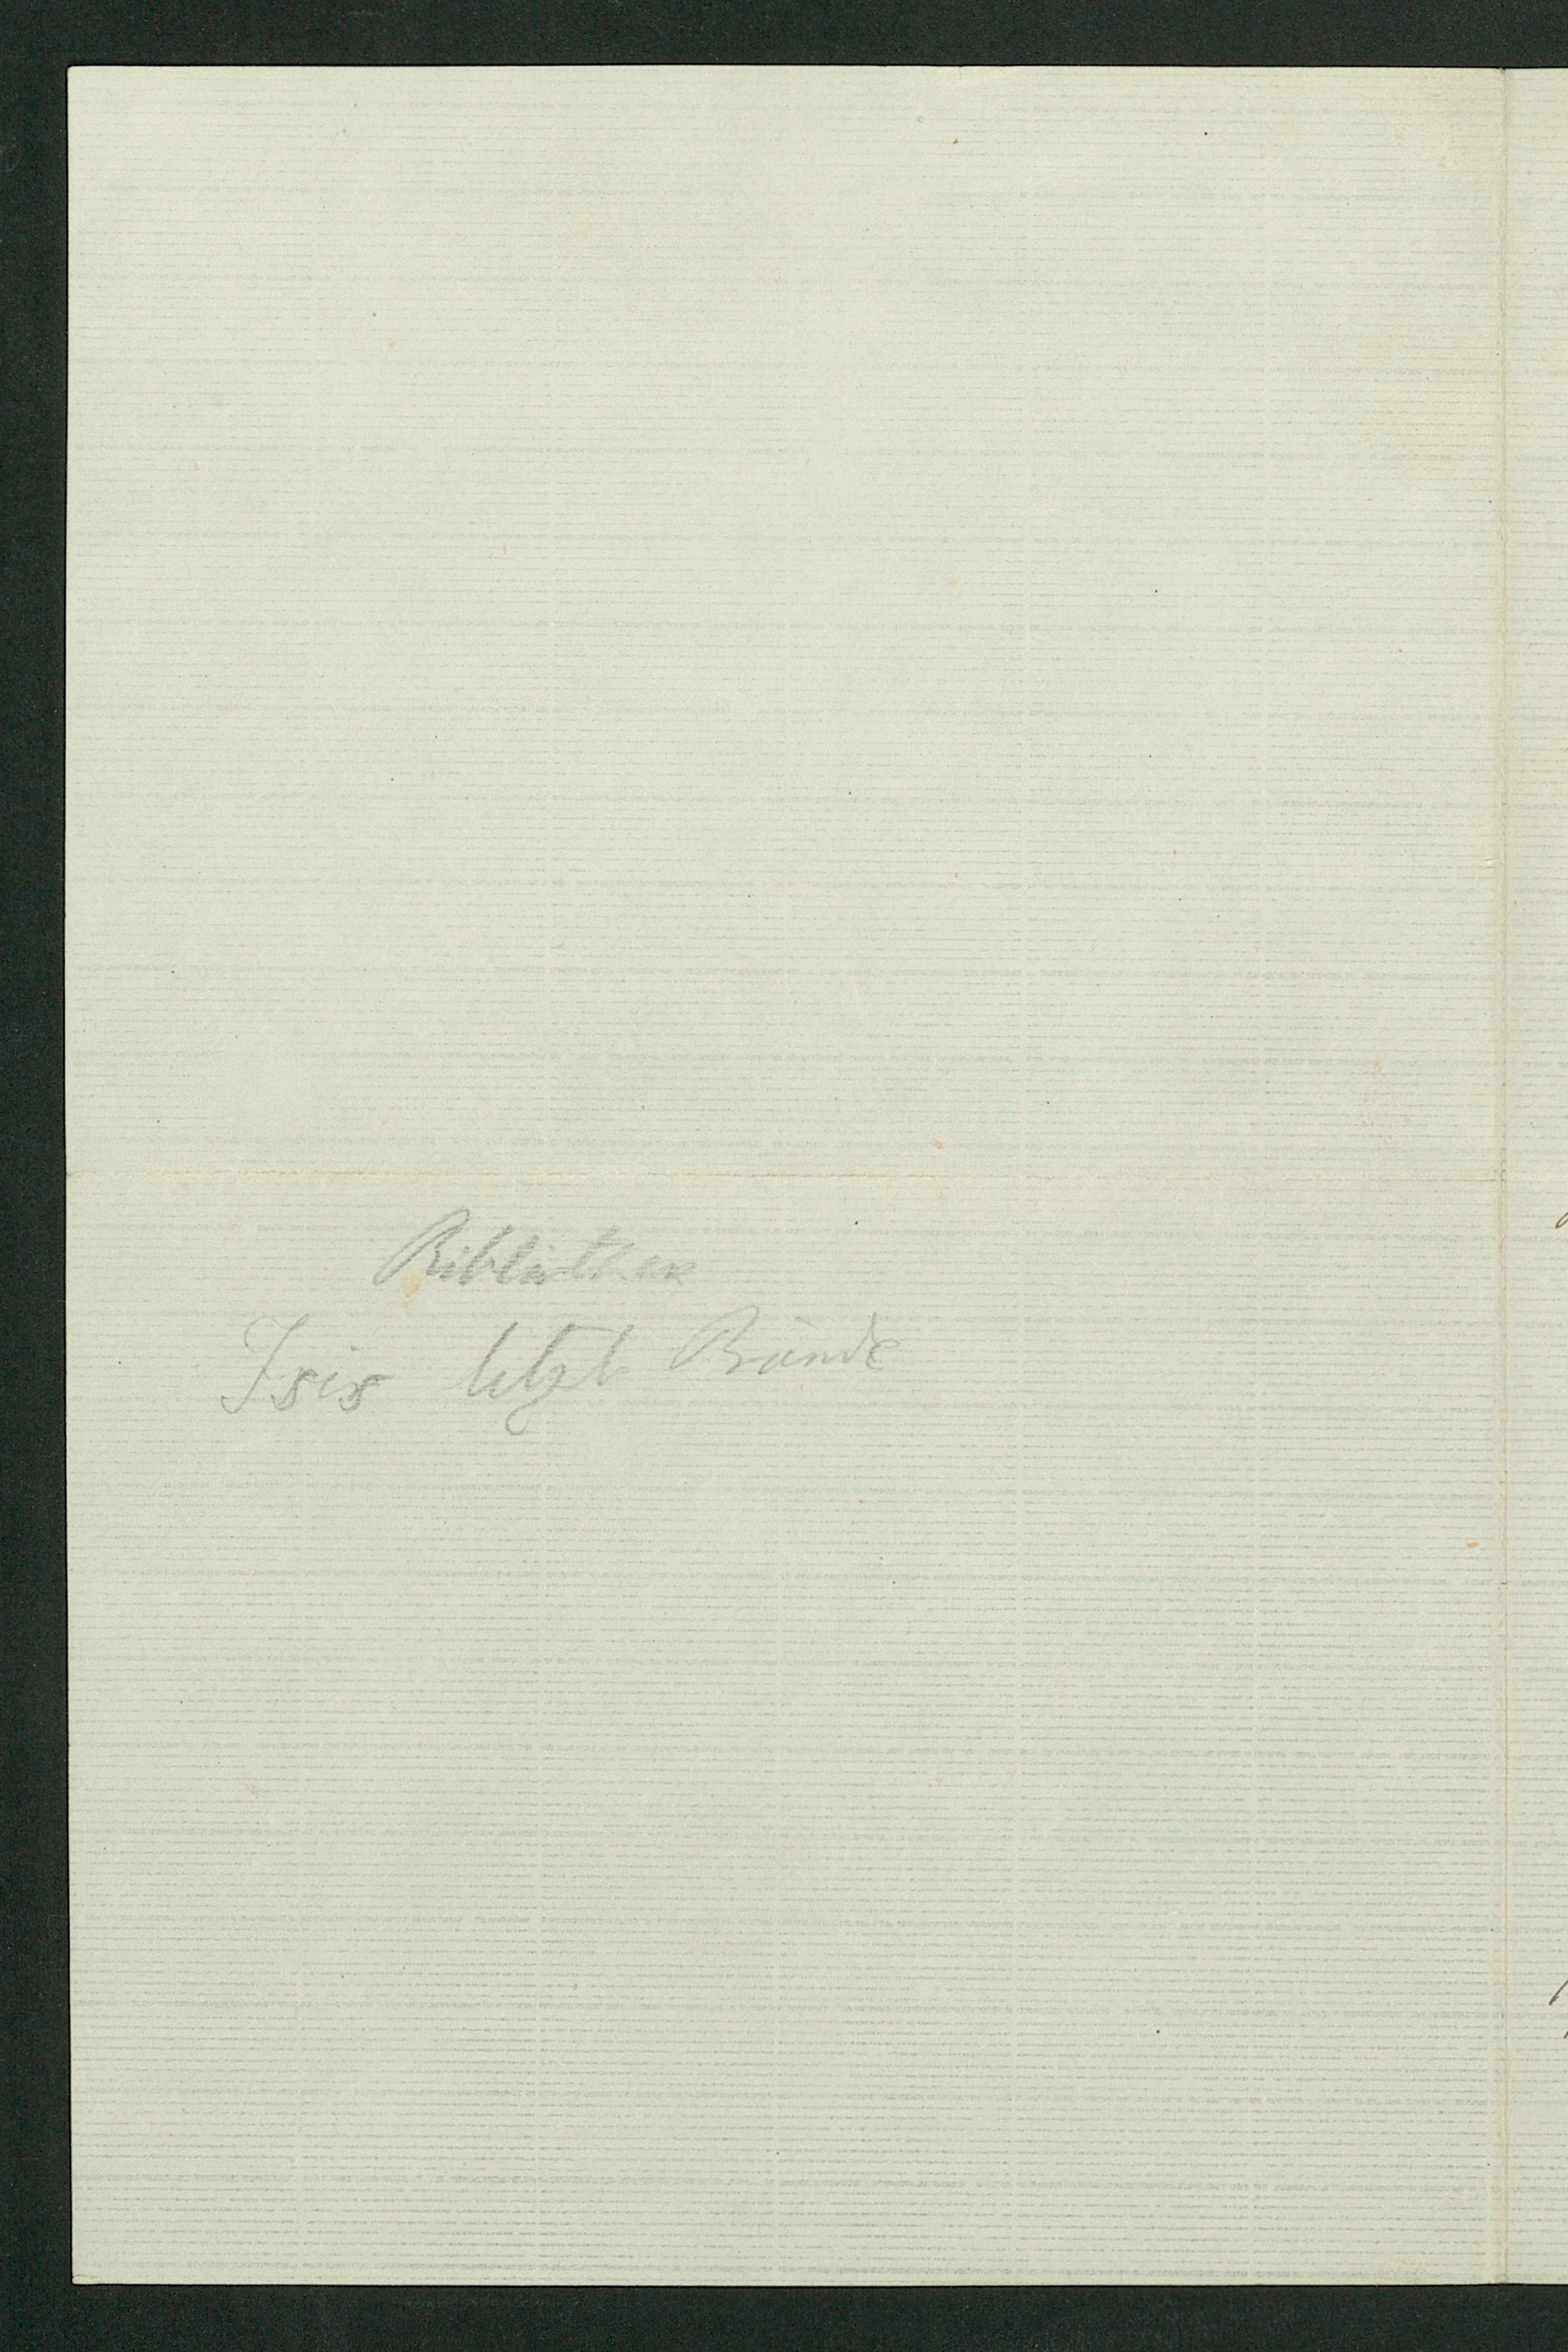 Bibliothek
Isis letzte Bände